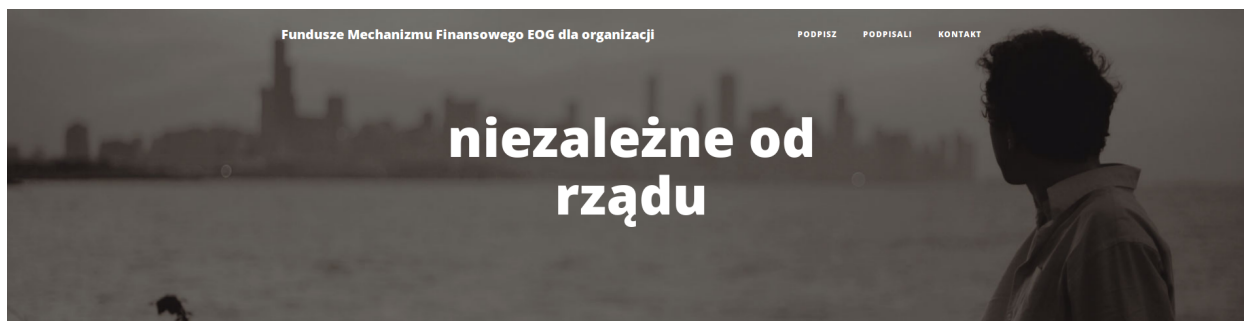 Fundusze Mechanizmu Finansowego EOG dla organizacji
PODPISZ PODPISALI KONTAKT
niezależne od
rządu